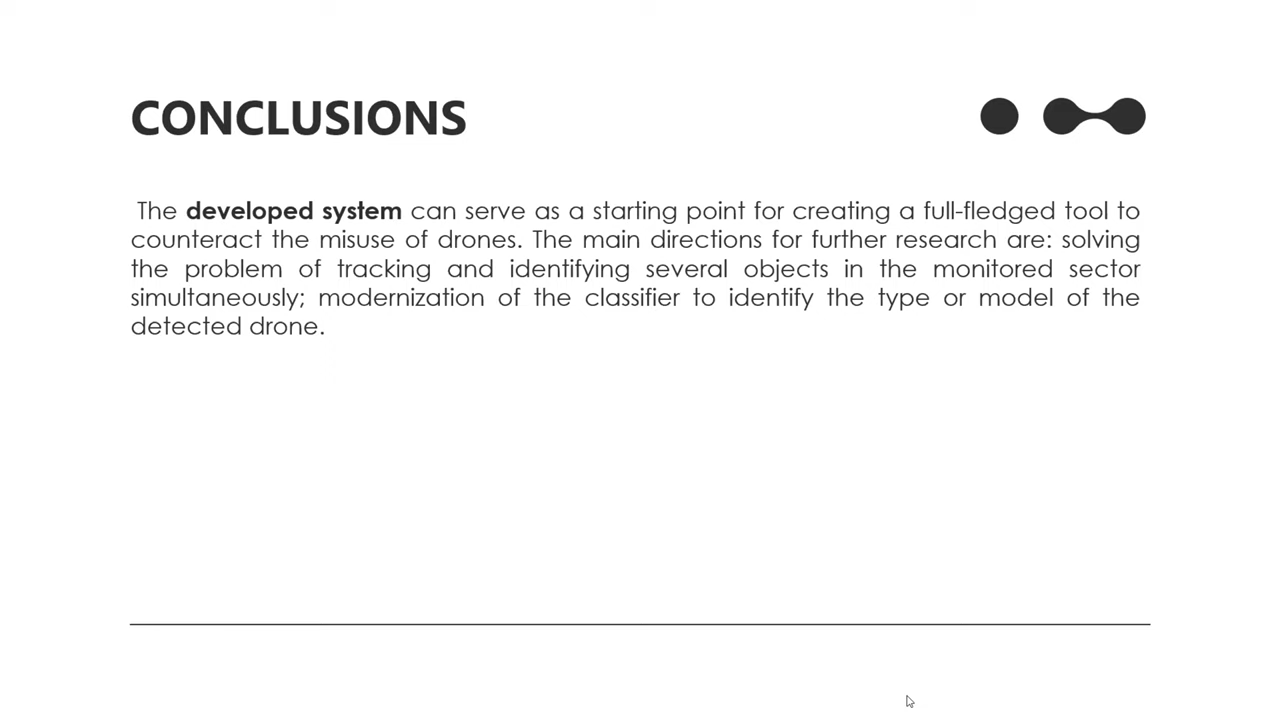 CONCLUSIONS
The developed system can serve as a starting point for creating a full-fledged tool to
counteract the misuse of drones. The main directions for further research are: solving
the problem of tracking and identifying several objects in the monitored sector
simultaneously; modernization of the classifier to identify the type or model of the
detected drone.